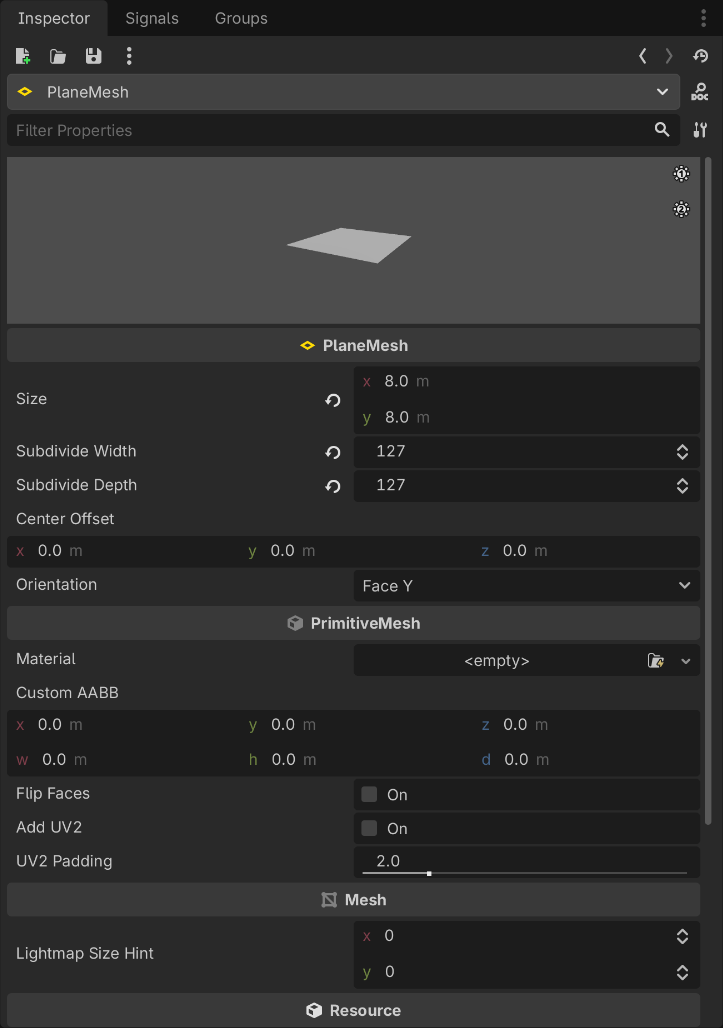 Inspector Signals Groups
PlaneMesh
DOC
Filter Properties
1
2
PlaneMesh
Size x 8.0 m
y 8.0 m
Subdivide Width 127
Subdivide Depth 127
Center Offset
x 0.0 m y 0.0 m z 0.0 m
Orientation Face Y
PrimitiveMesh
Material <empty>
Custom AABB
x 0.0 m y 0.0 m z 0.0 m
w 0.0 m h 0.0 m d 0.0 m
Flip Faces On
Add UV2 On
UV2 Padding 2.0
Mesh
Lightmap Size Hint x 0
y 0
Resource